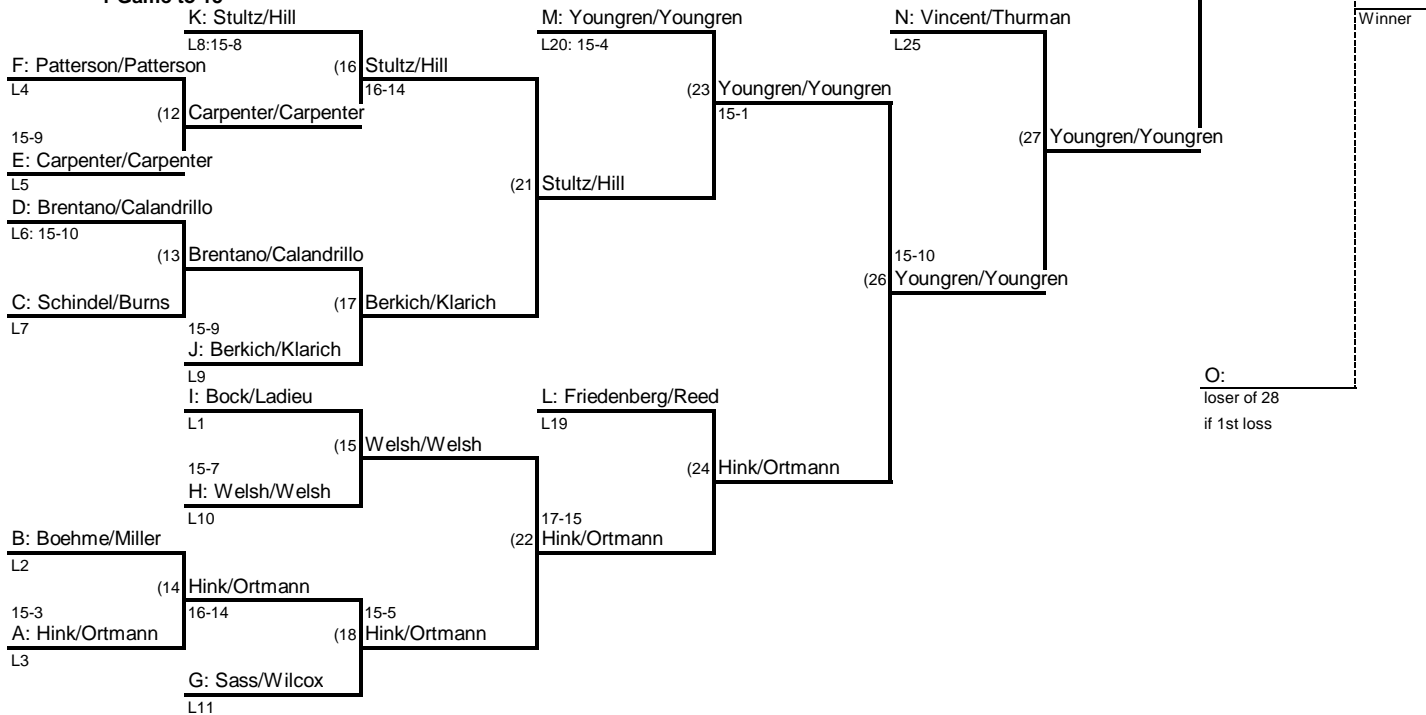 K: Stultz/Hill
L8:15-8
F: Patterson/Patterson
L4
(16 Stultz/Hill
16-14
(12 Carpenter/Carpenter
15-9
E: Carpenter/Carpenter
L5
D: Brentano/Calandrillo
L6: 15-10
(13 Brentano/Calandrillo
C: Schindel/Burns
L7
(17 Berkich/Klarich
15-9
J: Berkich/Klarich
L9
(21 Stultz/Hill
M: Youngren/Youngren
L20: 15-4
(23 Youngren/Youngren
15-1
N: Vincent/Thurman
L25
(27 Youngren/Youngren
15-10
(26 Youngren/Youngren
Winner
O:
loser of 28
if 1st loss
I: Bock/Ladieu
L1
(15 Welsh/Welsh
15-7
H: Welsh/Welsh
L10
L: Friedenberg/Reed
L19
(24 Hink/Ortmann
17-15
(22 Hink/Ortmann
B: Boehme/Miller
L2
(14 Hink/Ortmann
16-14
15-3
A: Hink/Ortmann
L3
15-5
(18 Hink/Ortmann
G: Sass/Wilcox
L11